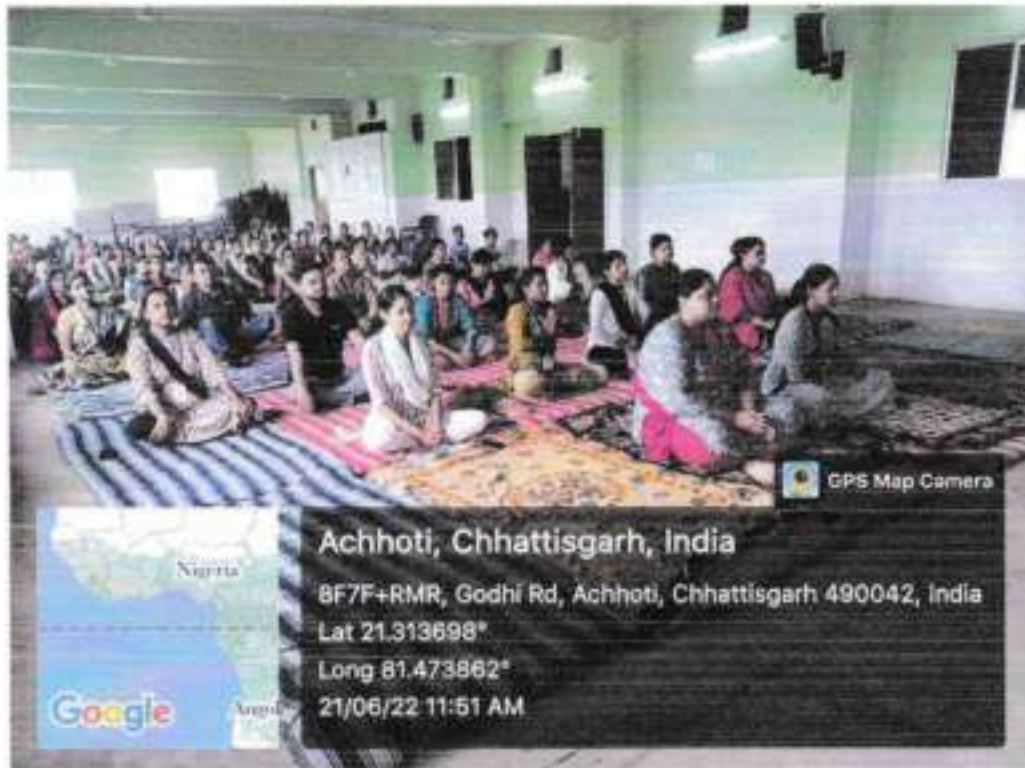 GPS Map Camera
Achhoti, Chhattisgarh, India
8F7F+RMR, Godhi Rd, Achhoti, Chhattisgarh 490042, India
Lat 21.313698°
Long 81.473862°
21/06/22 11:51 AM
Nigeria
Google